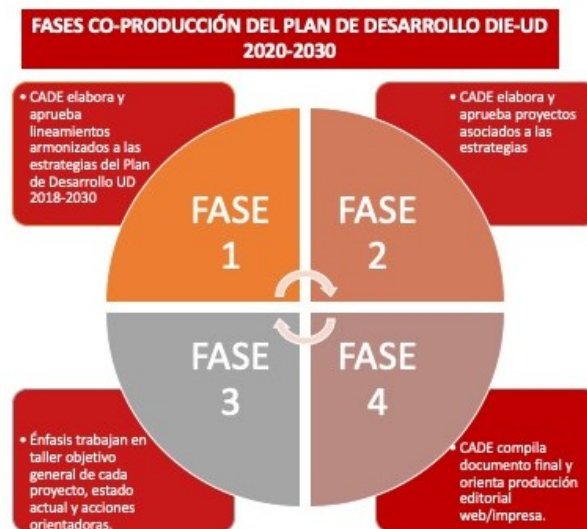 FASES CO-PRODUCCIÓN DEL PLAN DE DESARROLLO DIE-UD
2020-2030
• CADE elabora y
aprueba
lineamientos
armonizados a las
estrategias del Plan
de Desarrollo UD
2018-2030
• CADE elabora y
aprueba proyectos
asociados a las
estrategias
FASE
1
FASE
2
FASE
3
FASE
4
• Énfasis trabajan en
taller objetivo
general de cada
proyecto, estado
actual y acciones
orientadoras.
• CADE compila
documento final y
orienta producción
editorial
web/impresa.